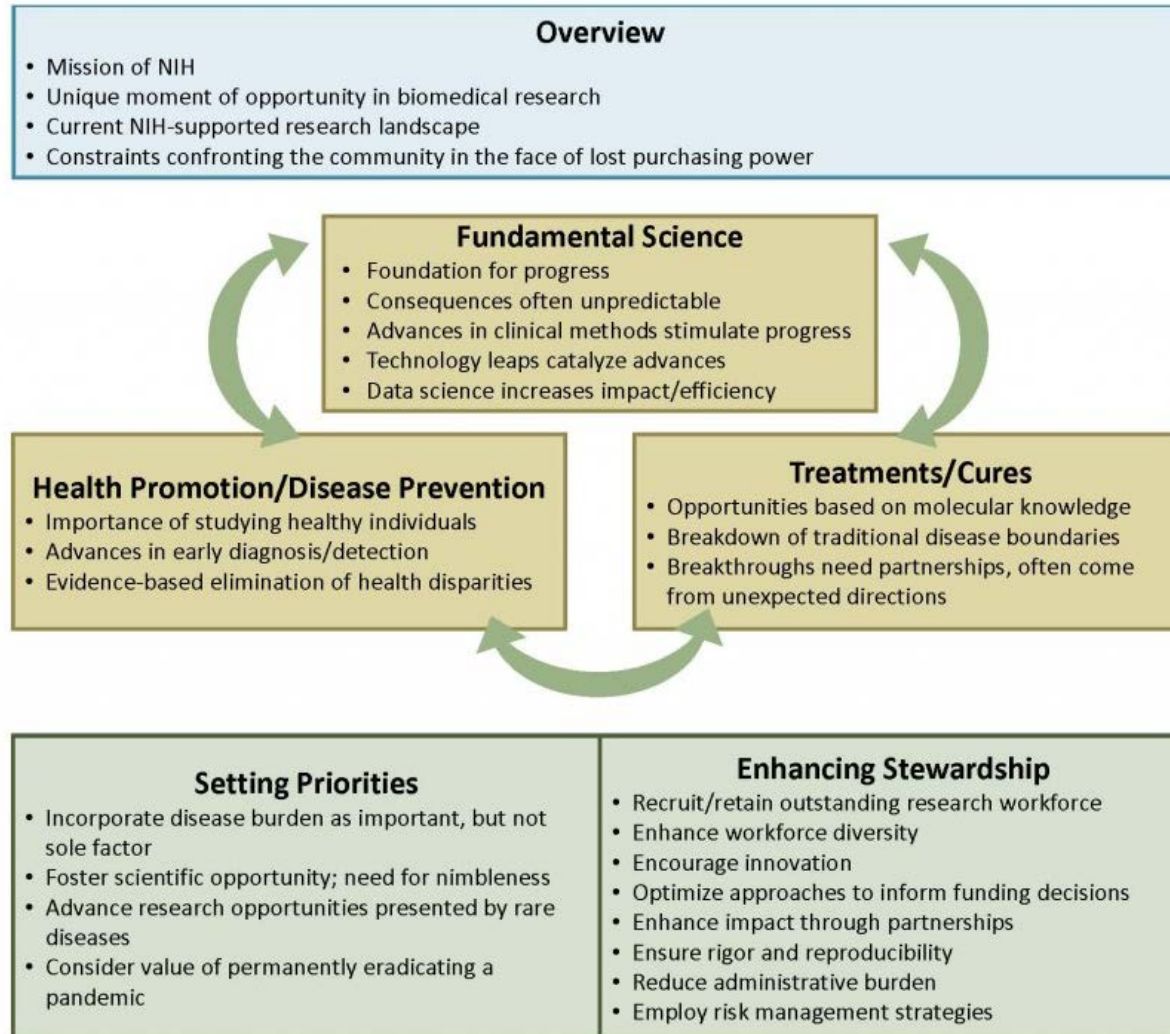 Overview
• Mission of NIH
• Unique moment of opportunity in biomedical research
• Current NIH-supported research landscape
• Constraints confronting the community in the face of lost purchasing power
Fundamental Science
• Foundation for progress
• Consequences often unpredictable
• Advances in clinical methods stimulate progress
• Technology leaps catalyze advances
• Data science increases impact/efficiency
Health Promotion/Disease Prevention
• Importance of studying healthy individuals
• Advances in early diagnosis/detection
• Evidence-based elimination of health disparities
Treatments/Cures
• Opportunities based on molecular knowledge
• Breakdown of traditional disease boundaries
• Breakthroughs need partnerships, often come
from unexpected directions
Setting Priorities
• Incorporate disease burden as important, but not
sole factor
• Foster scientific opportunity; need for nimbleness
• Advance research opportunities presented by rare
diseases
• Consider value of permanently eradicating a
pandemic
Enhancing Stewardship
• Recruit/retain outstanding research workforce
• Enhance workforce diversity
• Encourage innovation
• Optimize approaches to inform funding decisions
• Enhance impact through partnerships
• Ensure rigor and reproducibility
• Reduce administrative burden
• Employ risk management strategies